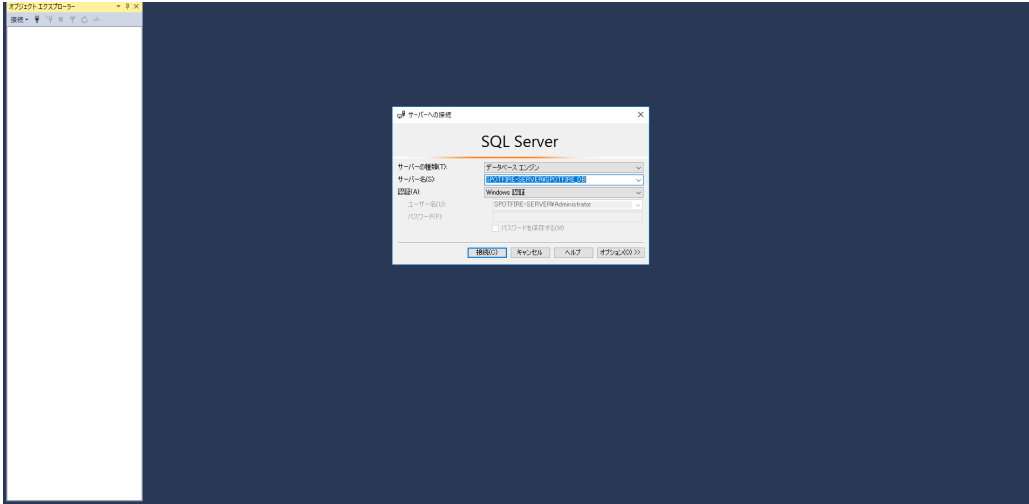 オブジェクト エクスプローラー
接続
サーバーへの接続
SQL Server
サーバーの種類(T):
データベース エンジン
サーバー名(S):
SPOTFIRE-SERVER¥SPOTFIRE_DB
認証(A):
Windows 認証
ユーザー名(U):
SPOTFIRE-SERVER¥Administrator
パスワード(P):
パスワードを保存する(M)
接続(C)
キャンセル
ヘルプ
オプション(O) >>